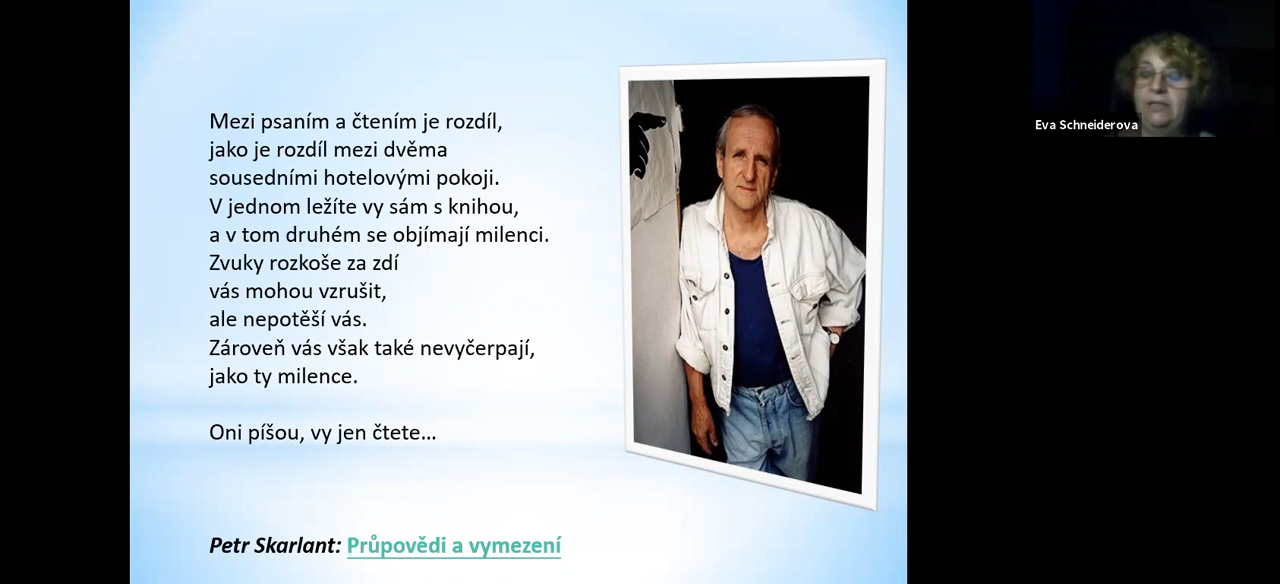 Mezi psaním a čtením je rozdíl,
jako je rozdíl mezi dvěma
sousedními hotelovými pokoji.
V jednom ležíte vy sám s knihou,
a v tom druhém se objímají milenci.
Zvuky rozkoše za zdí
vás mohou vzrušit,
ale nepotěší vás.
Zároveň vás však také nevyčerpají,
jako ty milence.
Oni píšou, vy jen čtete…
Petr Skarlant: Průpovědi a vymezení
Eva Schneiderova